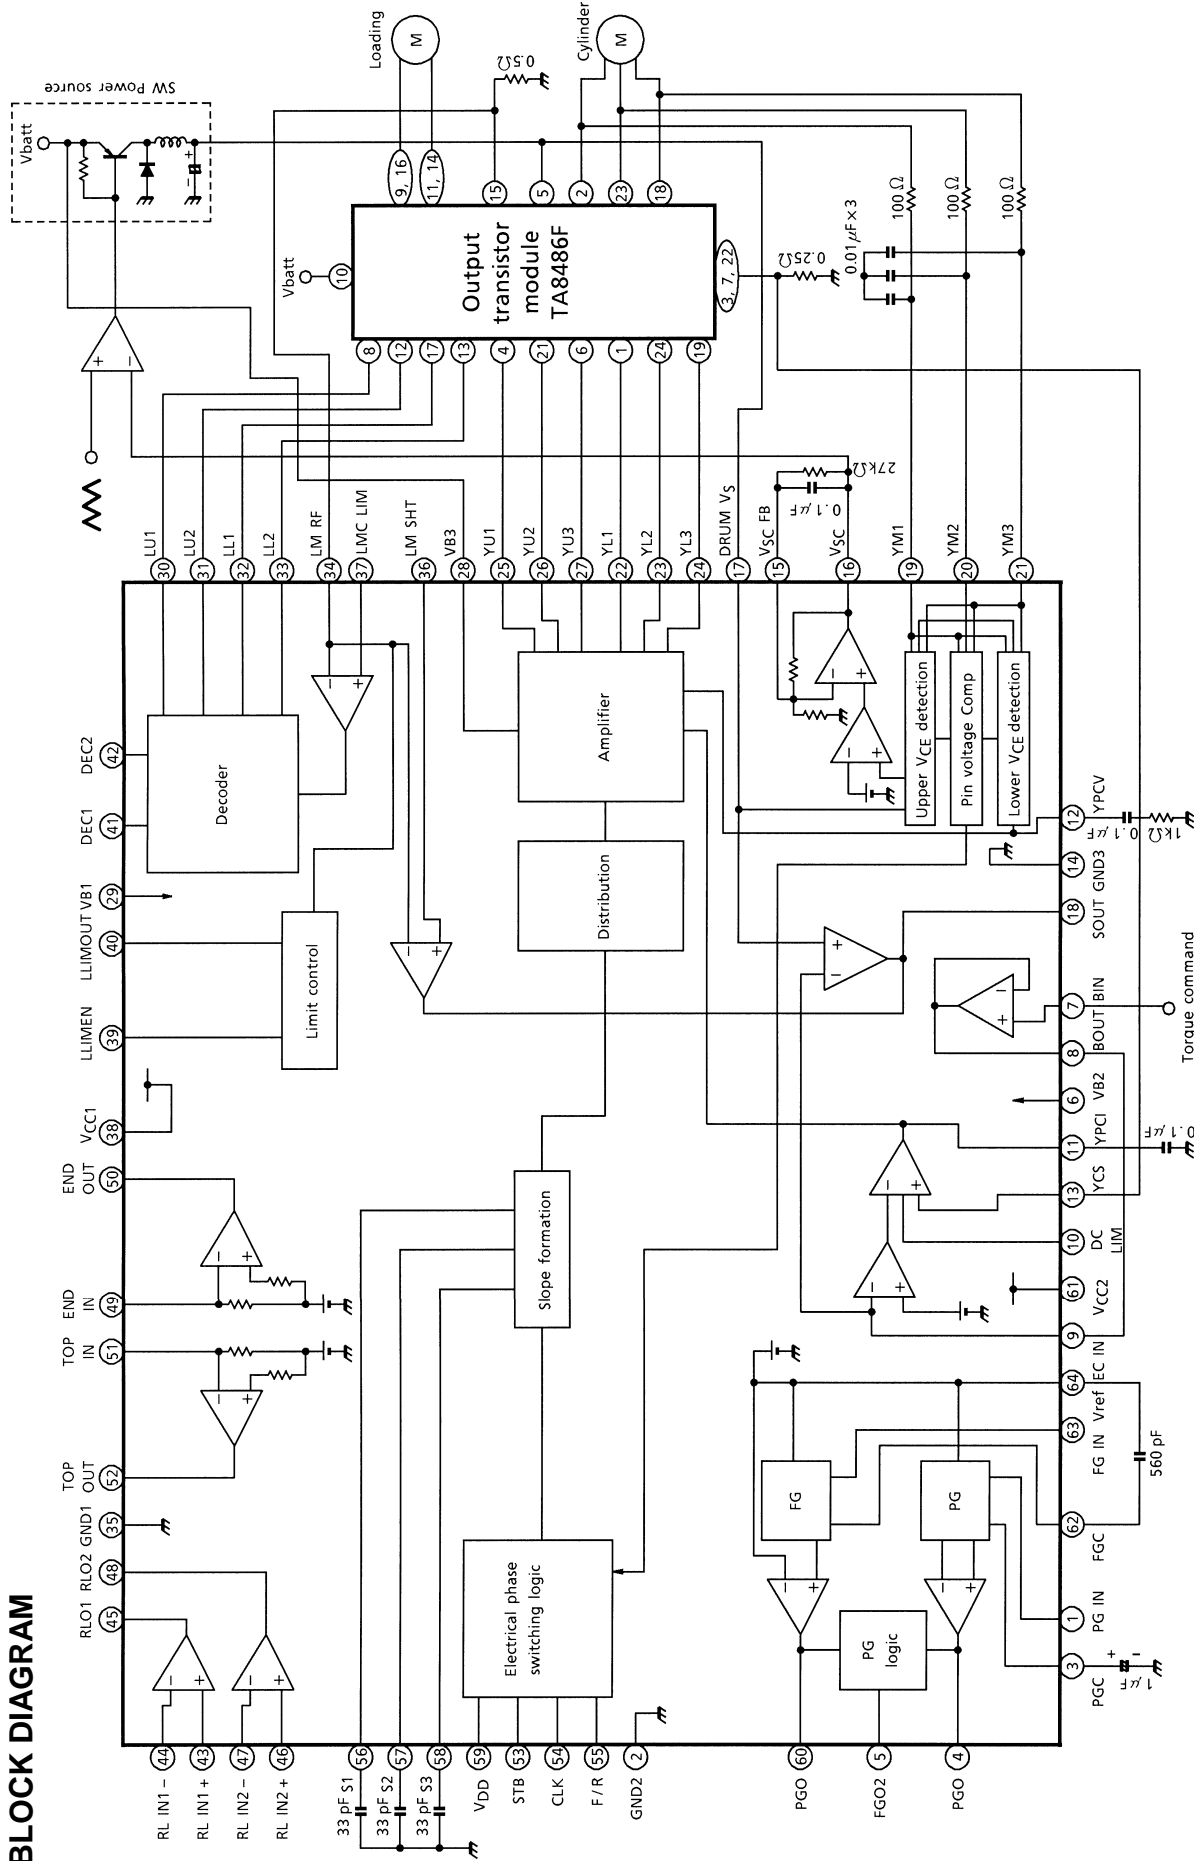 BLOCK DIAGRAM
SW Power source
Vbatt
Loading
M
Cylinder
M
0.5Ω
9, 16
11, 14
15
5
2
23
18
Vbatt
10
Output
transistor
module
TA8486F
3, 7, 22
0.25Ω
0.01μF×3
100Ω
100Ω
100Ω
8
12
17
13
4
21
6
1
24
19
+
−
LU1
30
LU2
31
LL1
32
LL2
33
LM RF
34
LMC LIM
37
LM SHT
36
VB3
28
YU1
25
YU2
26
YU3
27
YL1
22
YL2
23
YL3
24
DRUM VS
17
VSC FB
15
VSC
16
0.1μF
27kΩ
YM1
19
YM2
20
YM3
21
DEC2
42
DEC1
41
VB1
29
LLIMOUT
40
LLIMEN
39
VCC1
38
END
OUT
50
END
IN
49
TOP
IN
51
TOP
OUT
52
GND1
35
RLO2
48
RLO1
45
Decoder
Limit control
Amplifier
Distribution
Slope formation
Electrical phase
switching logic
Upper VCE detection
Pin voltage Comp
Lower VCE detection
FG
PG
PG
logic
YPCV
12
0.1μF
1kΩ
GND3
14
SOUT
18
BIN
7
Torque command
BOUT
8
VB2
6
YPCI
11
0.1μF
YCS
13
DC
LIM
10
VCC2
61
EC IN
9
Vref
64
FG IN
63
560 pF
FGC
62
PG IN
1
PGC
3
1μF
+
−
RL IN1 −
44
RL IN1 +
43
RL IN2 −
47
RL IN2 +
46
33 pF S1
56
33 pF S2
57
33 pF S3
58
VDD
59
STB
53
CLK
54
F / R
55
GND2
2
PGO
60
FGO2
5
PGO
4